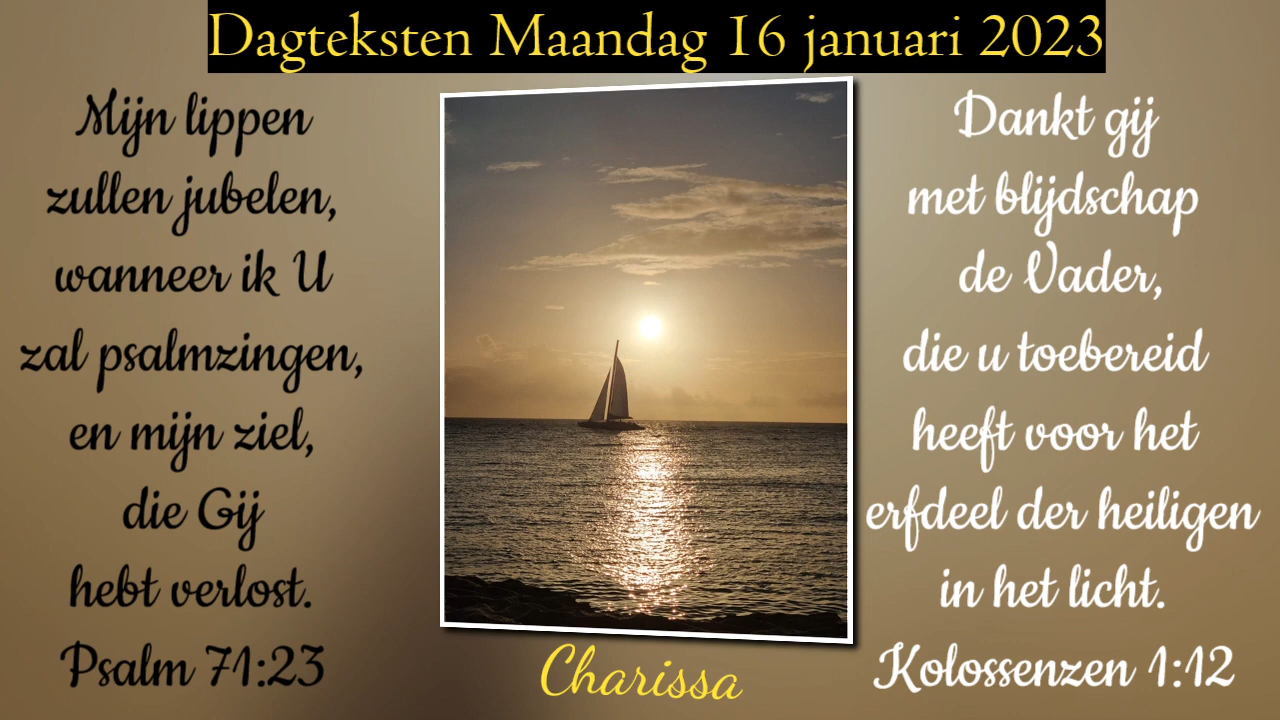 Dagteksten Maandag 16 januari 2023
Mijn lippen
zullen jubelen,
wanneer ik U
zal psalmzingen,
en mijn ziel,
die Gij
hebt verlost.
Psalm 71:23
Dankt gij
met blijdschap
de Vader,
die u toebereid
heeft voor het
erfdeel der heiligen
in het licht.
Kolossenzen 1:12
Charissa